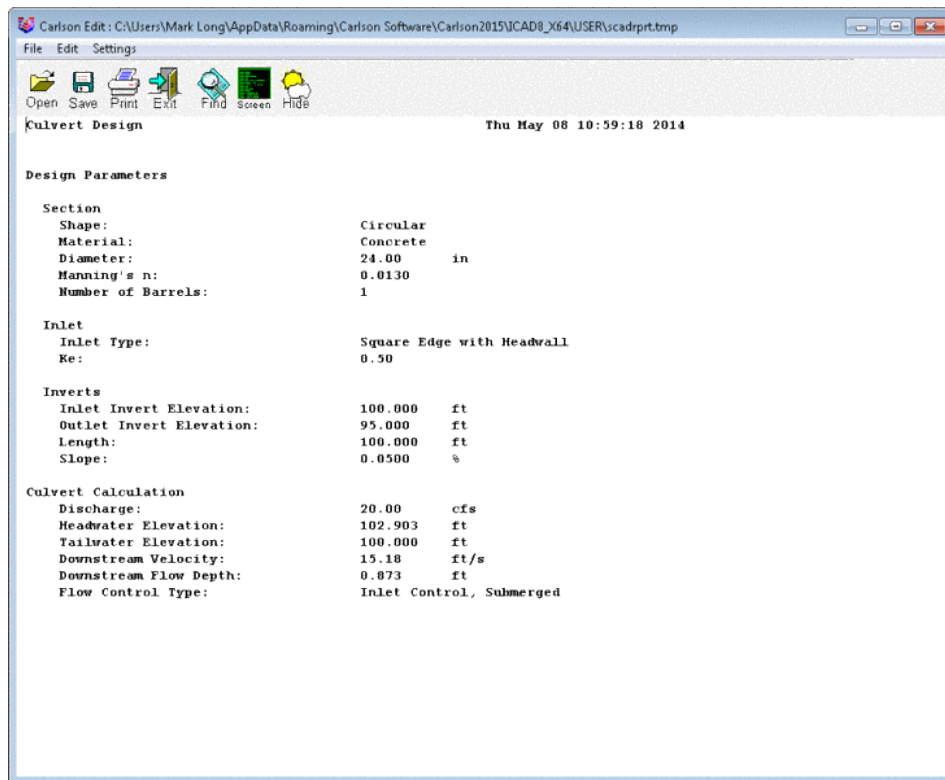 Carlson Edit : C:\Users\Mark Long\AppData\Roaming\Carlson Software\Carlson2015\ICAD8_X64\USER\scadrprt.tmp
File Edit Settings
Open Save Print Exit Find Screen Hide
Culvert Design Thu May 08 10:59:18 2014
Design Parameters
Section
Shape: Circular
Material: Concrete
Diameter: 24.00 in
Manning's n: 0.0130
Number of Barrels: 1
Inlet
Inlet Type: Square Edge with Headwall
Ke: 0.50
Inverts
Inlet Invert Elevation: 100.000 ft
Outlet Invert Elevation: 95.000 ft
Length: 100.000 ft
Slope: 0.0500 %
Culvert Calculation
Discharge: 20.00 cfs
Headwater Elevation: 102.903 ft
Tailwater Elevation: 100.000 ft
Downstream Velocity: 15.18 ft/s
Downstream Flow Depth: 0.873 ft
Flow Control Type: Inlet Control, Submerged